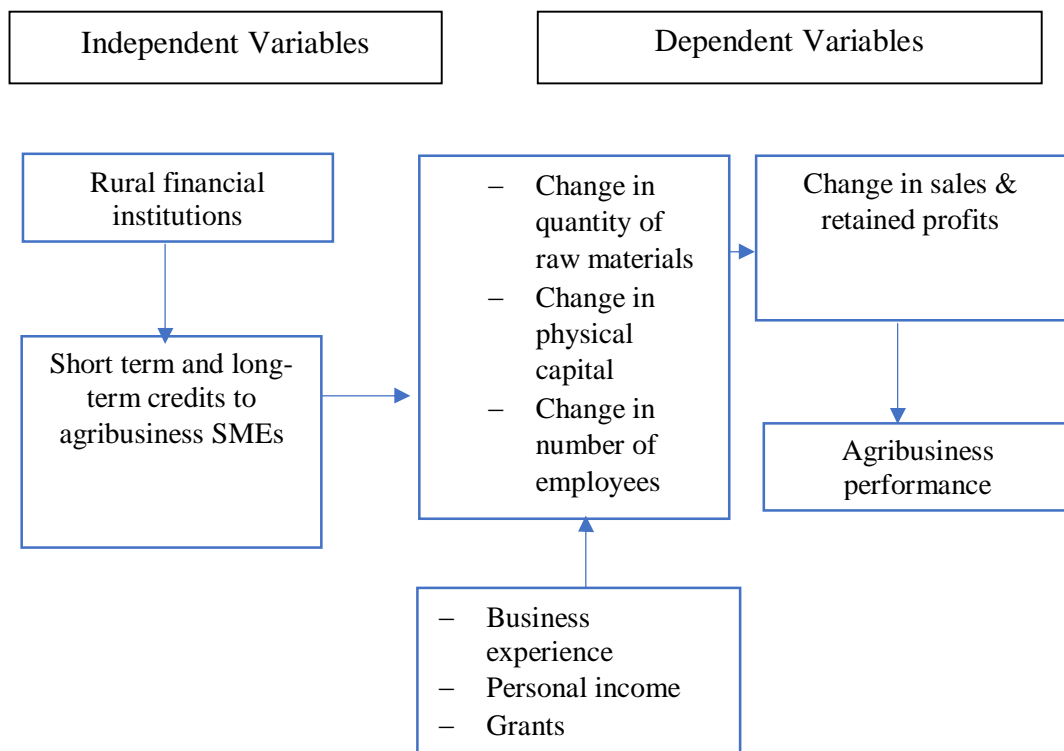 Independent Variables
Dependent Variables
Rural financial
institutions
Short term and long-
term credits to
agribusiness SMEs
– Change in
quantity of
raw materials
– Change in
physical
capital
– Change in
number of
employees
Change in sales &
retained profits
Agribusiness
performance
– Business
experience
– Personal income
– Grants